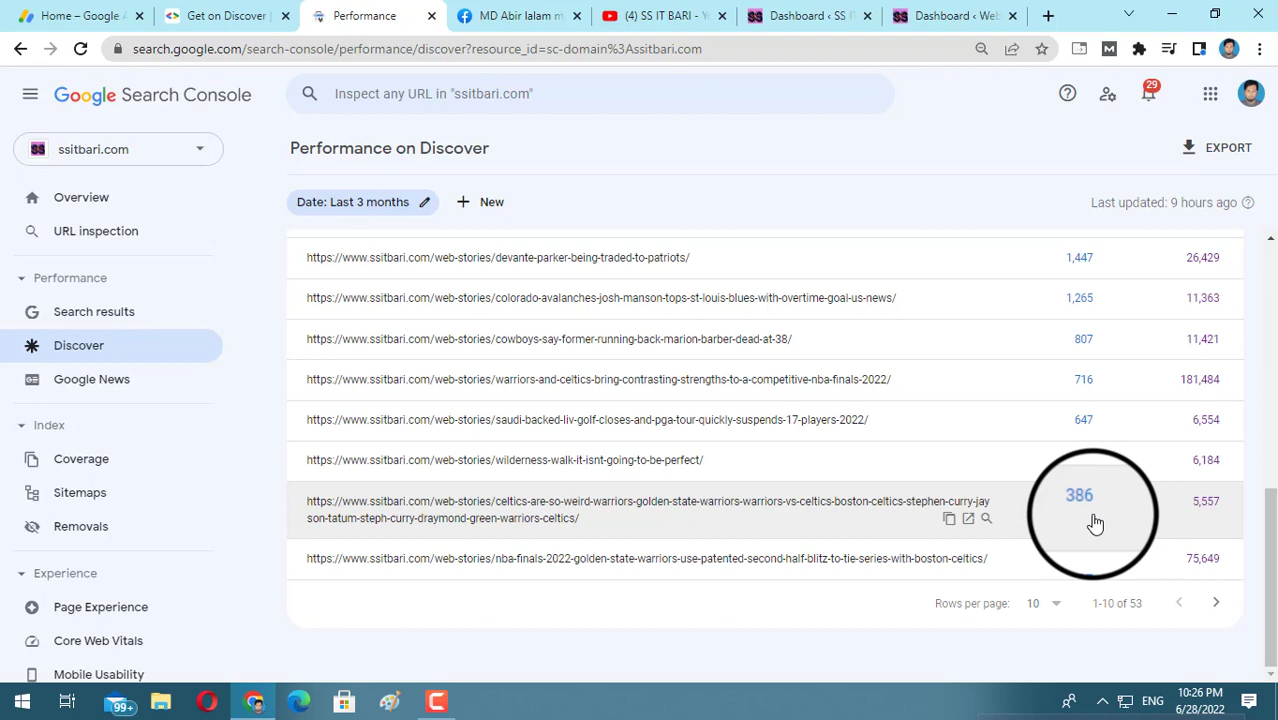 Home – Google Ad
Get on Discover
Performance
MD Abir Ialam m
(4) SS IT BARI - Yo
Dashboard ‹ SS IT
Dashboard ‹ Web
search.google.com/search-console/performance/discover?resource_id=sc-domain%3Assitbari.com
Google Search Console
Inspect any URL in "ssitbari.com"
29
ssitbari.com
Performance on Discover
EXPORT
Date: Last 3 months
New
Last updated: 9 hours ago
Overview
URL inspection
Performance
Search results
Discover
Google News
Index
Coverage
Sitemaps
Removals
Experience
Page Experience
Core Web Vitals
Mobile Usability
https://www.ssitbari.com/web-stories/devante-parker-being-traded-to-patriots/ 1,447 26,429
https://www.ssitbari.com/web-stories/colorado-avalanches-josh-manson-tops-st-louis-blues-with-overtime-goal-us-news/ 1,265 11,363
https://www.ssitbari.com/web-stories/cowboys-say-former-running-back-marion-barber-dead-at-38/ 807 11,421
https://www.ssitbari.com/web-stories/warriors-and-celtics-bring-contrasting-strengths-to-a-competitive-nba-finals-2022/ 716 181,484
https://www.ssitbari.com/web-stories/saudi-backed-liv-golf-closes-and-pga-tour-quickly-suspends-17-players-2022/ 647 6,554
https://www.ssitbari.com/web-stories/wilderness-walk-it-isnt-going-to-be-perfect/ 6,184
https://www.ssitbari.com/web-stories/celtics-are-so-weird-warriors-golden-state-warriors-warriors-vs-celtics-boston-celtics-stephen-curry-jay 386 5,557
son-tatum-steph-curry-draymond-green-warriors-celtics/
https://www.ssitbari.com/web-stories/nba-finals-2022-golden-state-warriors-use-patented-second-half-blitz-to-tie-series-with-boston-celtics/ 75,649
Rows per page: 10 1-10 of 53
99+
ENG
10:26 PM
6/28/2022